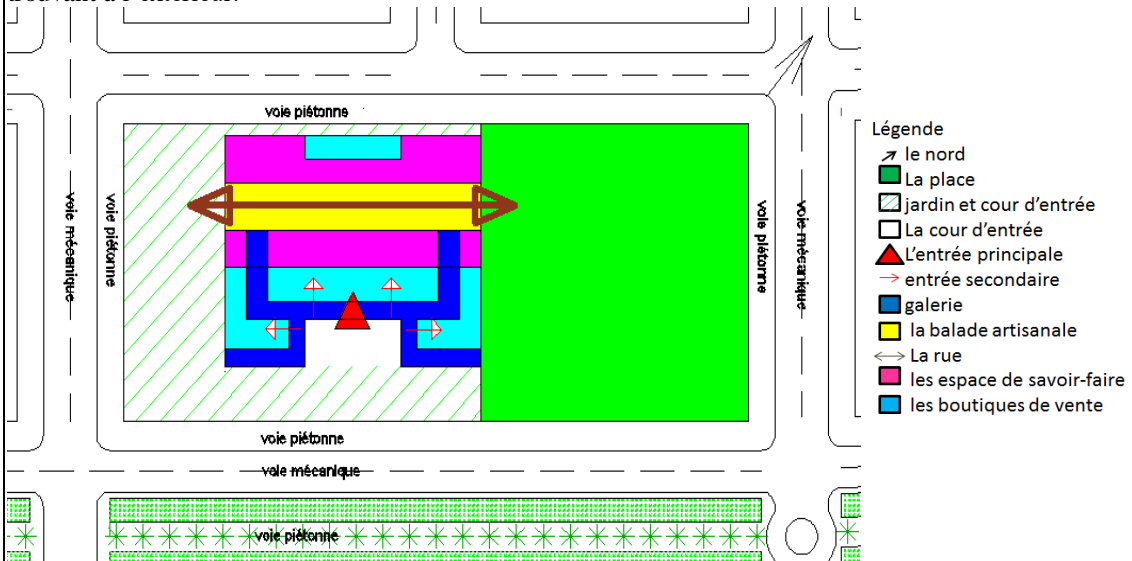 trouvant à l'intérieur.
voie piétonne
voie mécanique
voie piétonne
voie piétonne
voie mécanique
voie piétonne
voie mécanique
voie piétonne
Légende
le nord
La place
jardin et cour d'entrée
La cour d'entrée
L'entrée principale
entrée secondaire
galerie
la balade artisanale
La rue
les espace de savoir-faire
les boutiques de vente